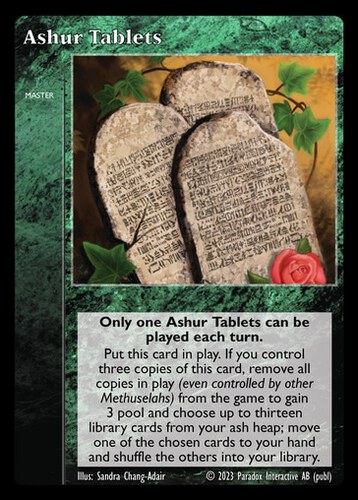 Ashur Tablets
MASTER
Only one Ashur Tablets can be
played each turn.
Put this card in play. If you control
three copies of this card, remove all
copies in play (even controlled by other
Methuselahs) from the game to gain
3 pool and choose up to thirteen
library cards from your ash heap; move
one of the chosen cards to your hand
and shuffle the others into your library.
Illus: Sandra Chang-Adair © 2023 Paradox Interactive AB (publ)